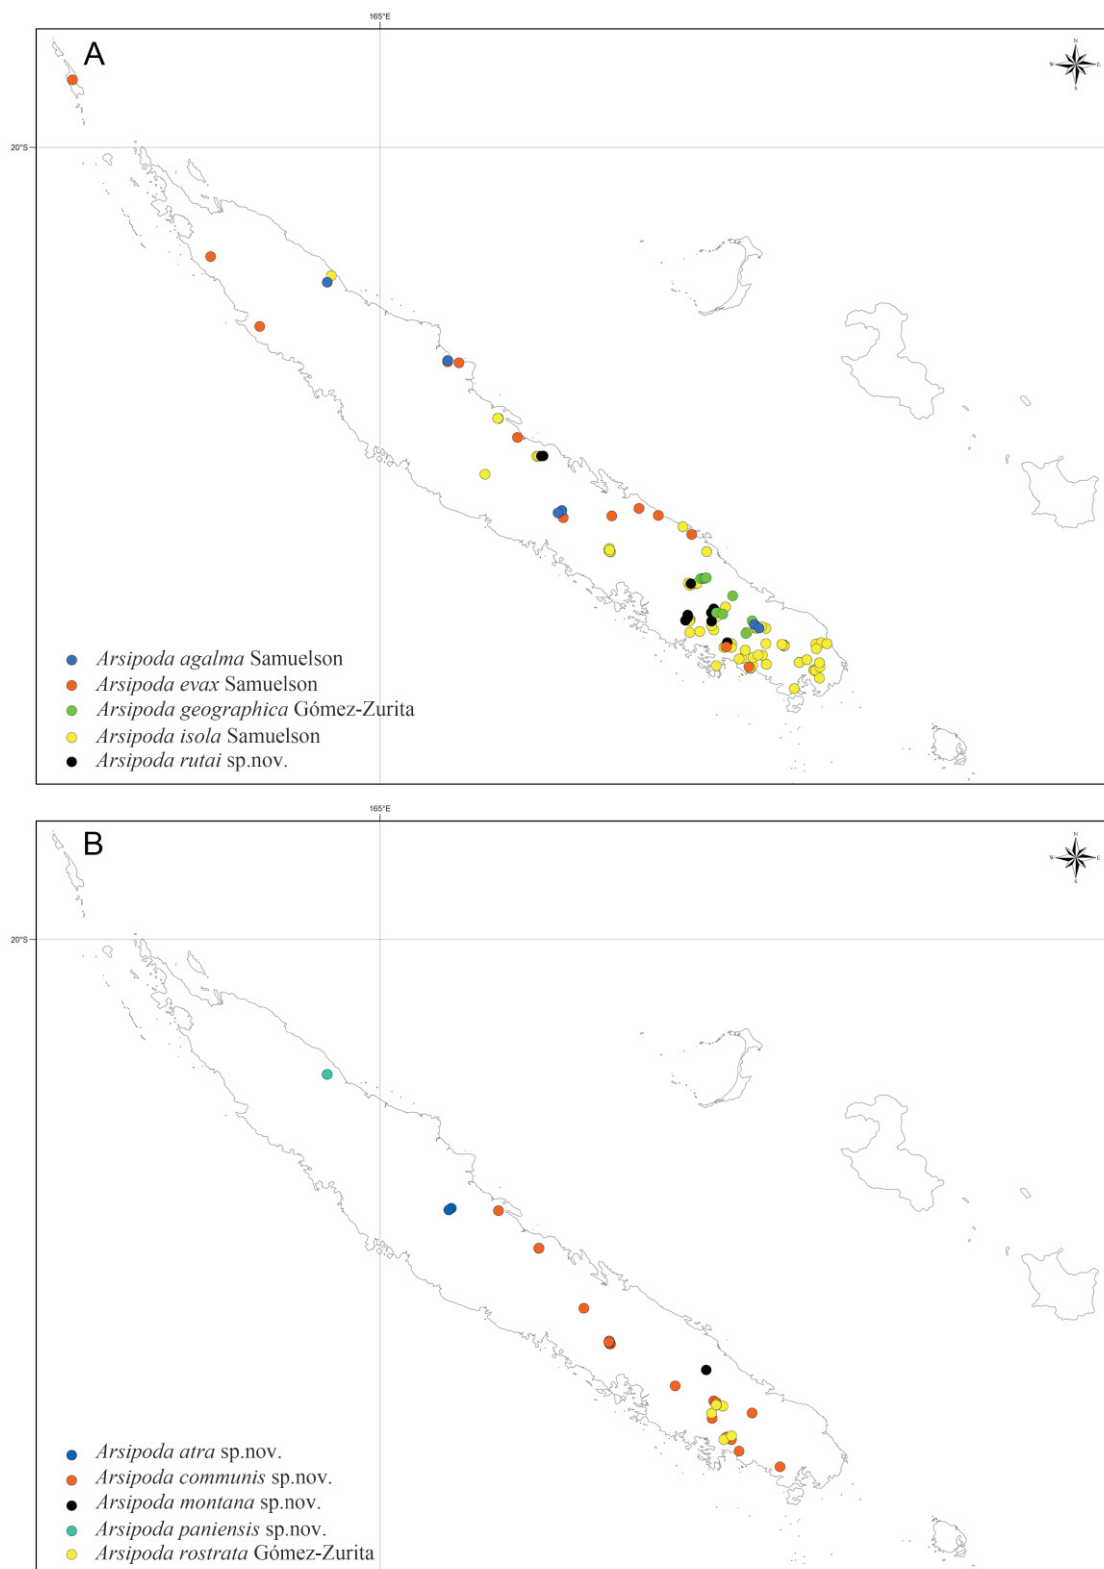 165°E
A
N
W E
S
20°S
Arsipoda agalma Samuelson
Arsipoda evax Samuelson
Arsipoda geographica Gómez-Zurita
Arsipoda isola Samuelson
Arsipoda rutai sp.nov.
165°E
B
N
W E
S
20°S
Arsipoda atra sp.nov.
Arsipoda communis sp.nov.
Arsipoda montana sp.nov.
Arsipoda paniensis sp.nov.
Arsipoda rostrata Gómez-Zurita